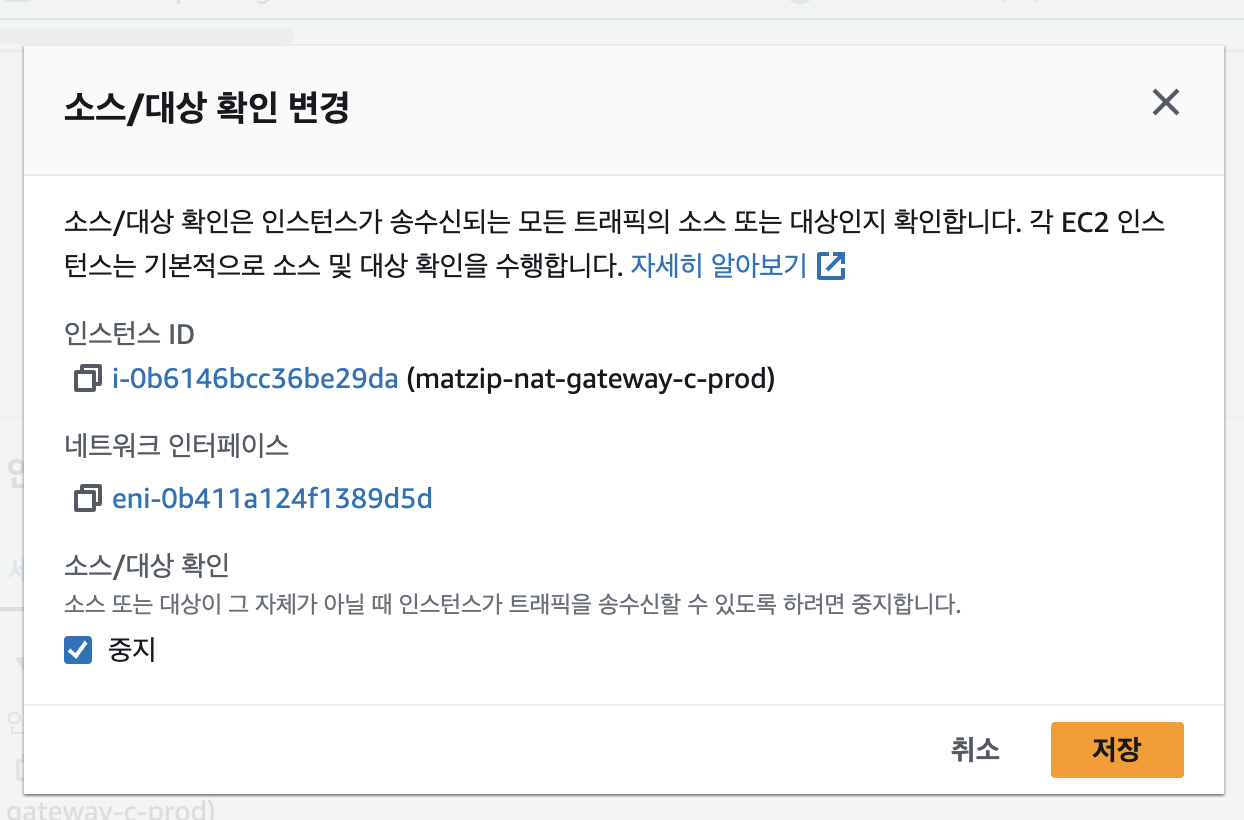 소스/대상 확인 변경
소스/대상 확인은 인스턴스가 송수신되는 모든 트래픽의 소스 또는 대상인지 확인합니다. 각 EC2 인스
턴스는 기본적으로 소스 및 대상 확인을 수행합니다. 자세히 알아보기
인스턴스 ID
i-0b6146bcc36be29da (matzip-nat-gateway-c-prod)
네트워크 인터페이스
eni-0b411a124f1389d5d
소스/대상 확인
소스 또는 대상이 그 자체가 아닐 때 인스턴스가 트래픽을 송수신할 수 있도록 하려면 중지합니다.
중지
취소 저장
gateway-c-prod)